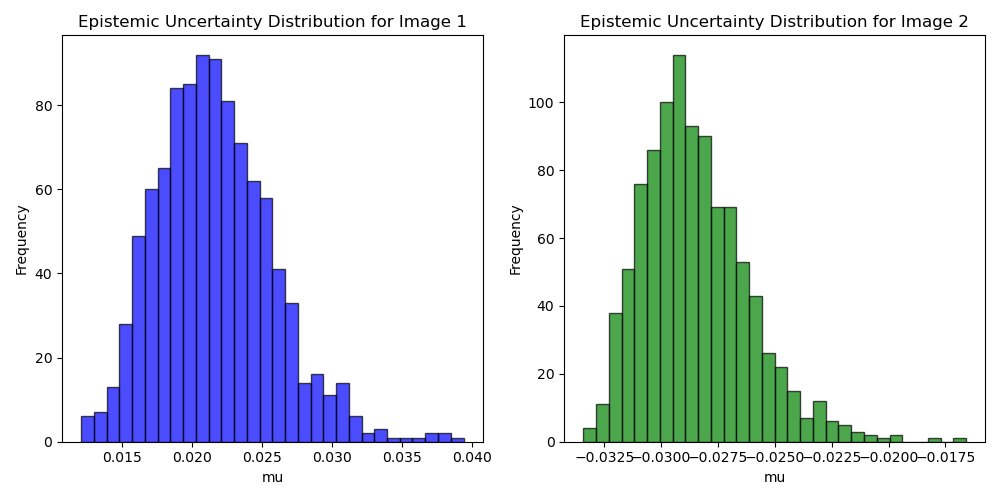 Epistemic Uncertainty Distribution for Image 1
Frequency
80
60
40
20
0
0.015 0.020 0.025 0.030 0.035 0.040
mu
Epistemic Uncertainty Distribution for Image 2
Frequency
100
80
60
40
20
0
−0.0325 −0.0300 −0.0275 −0.0250 −0.0225 −0.0200 −0.0175
mu